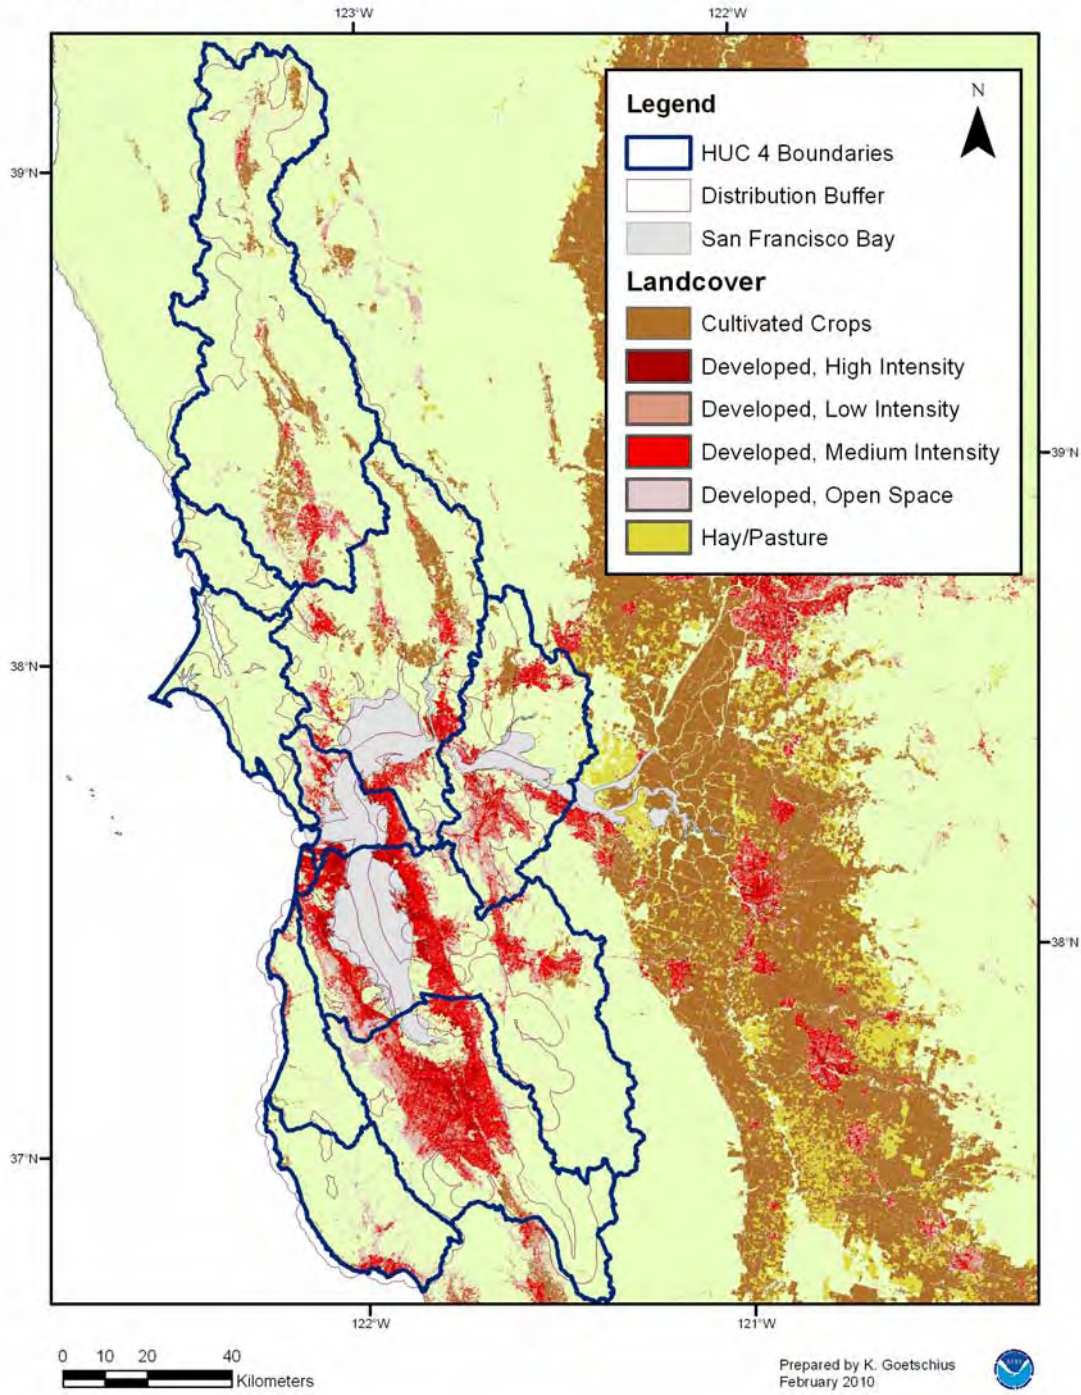 123°W
122°W
39°N
38°N
37°N
39°N
38°N
122°W
121°W
N
Legend
HUC 4 Boundaries
Distribution Buffer
San Francisco Bay
Landcover
Cultivated Crops
Developed, High Intensity
Developed, Low Intensity
Developed, Medium Intensity
Developed, Open Space
Hay/Pasture
0 10 20 40
Kilometers
Prepared by K. Goetschius
February 2010